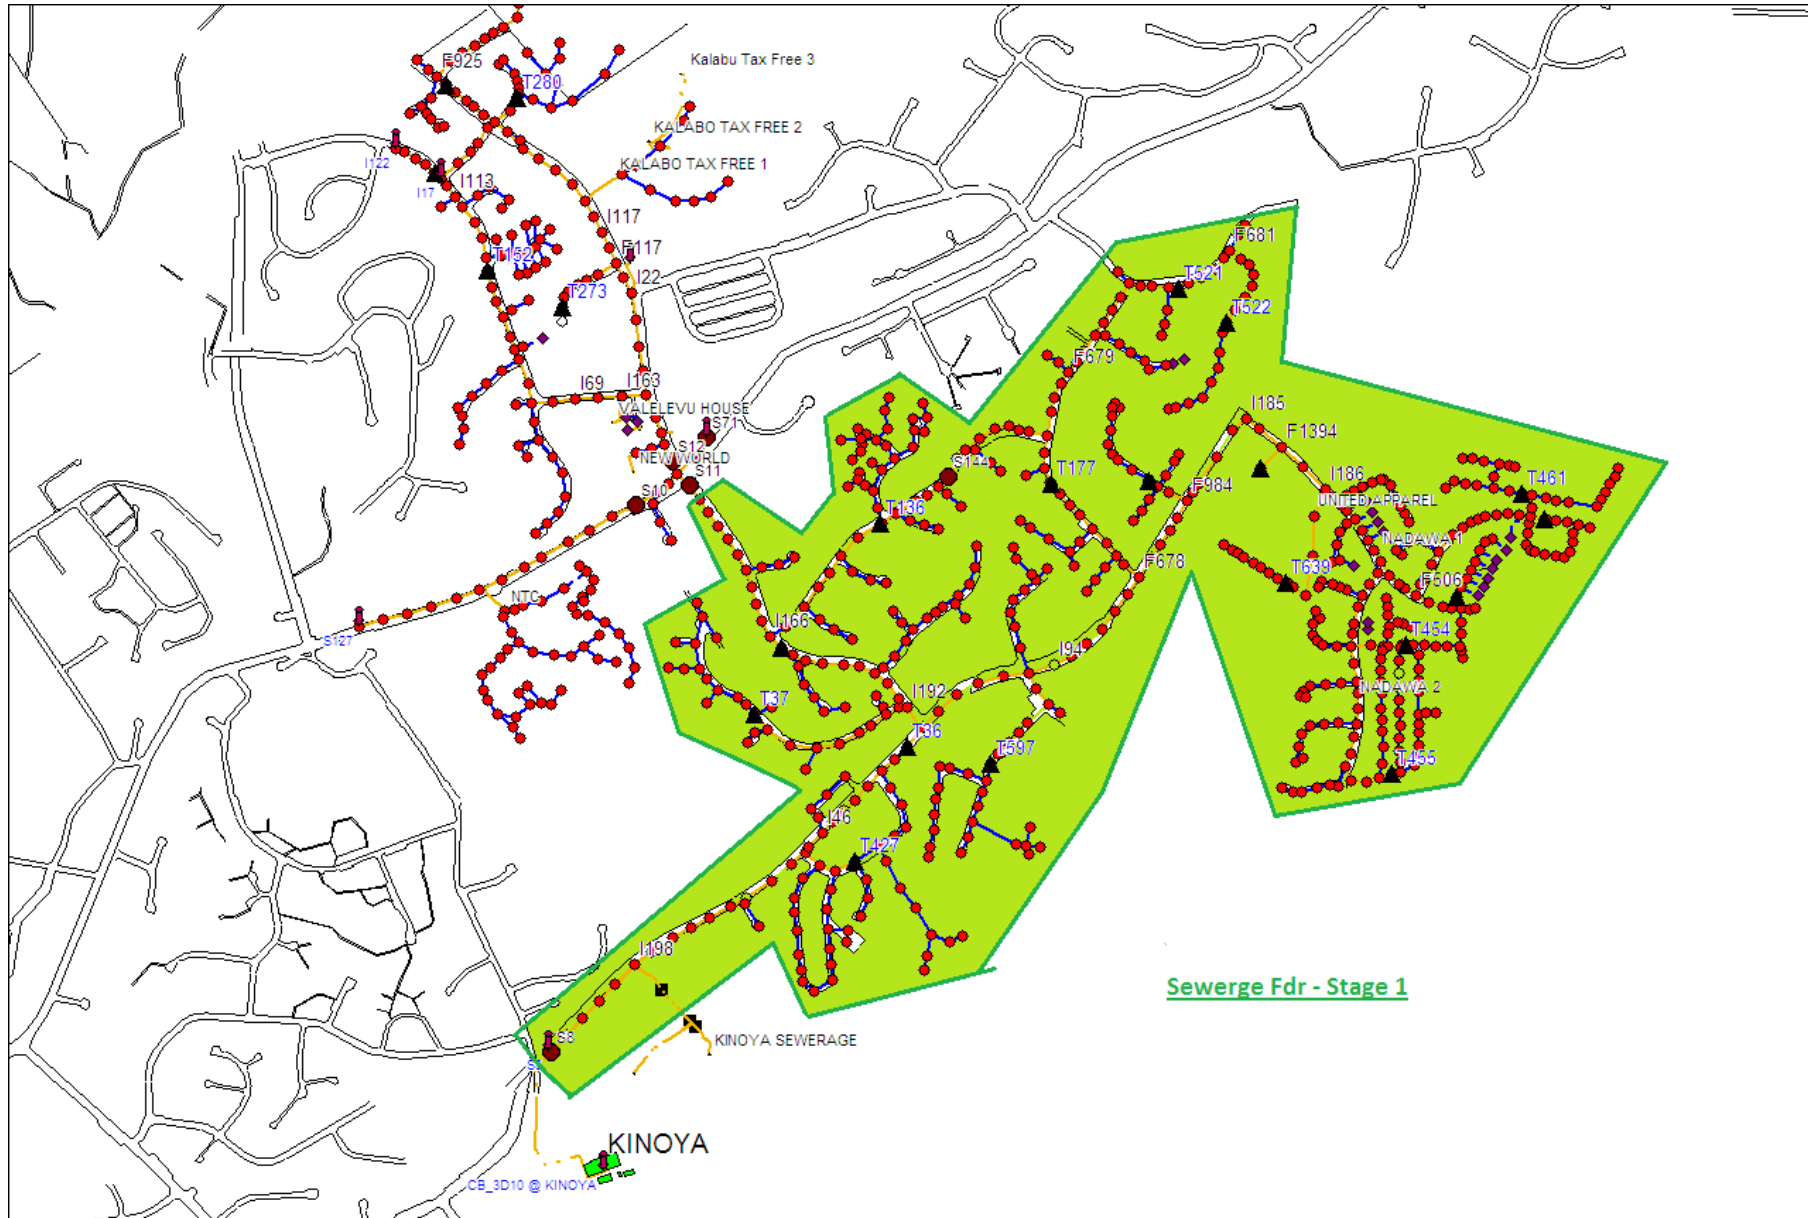 Kalabu Tax Free 3
F925
T280
KALABO TAX FREE 2
I122
KALABO TAX FREE 1
I17
I113
I117
F117
T152
I22
T273
F681
T521
T522
F679
I69
I163
VALELEVU HOUSE
S71
S12
NEW WORLD
S11
S10
S144
T177
F984
I185
F1394
I186
UNITED APPAREL
T461
T136
NADAWA 1
F678
T639
F506
NTC
S127
I166
T454
I94
T37
I192
NADAWA 2
T36
T597
T455
I46
T427
I198
Sewerge Fdr - Stage 1
S8
KINOYA SEWERAGE
KINOYA
CB_3D10 @ KINOYA